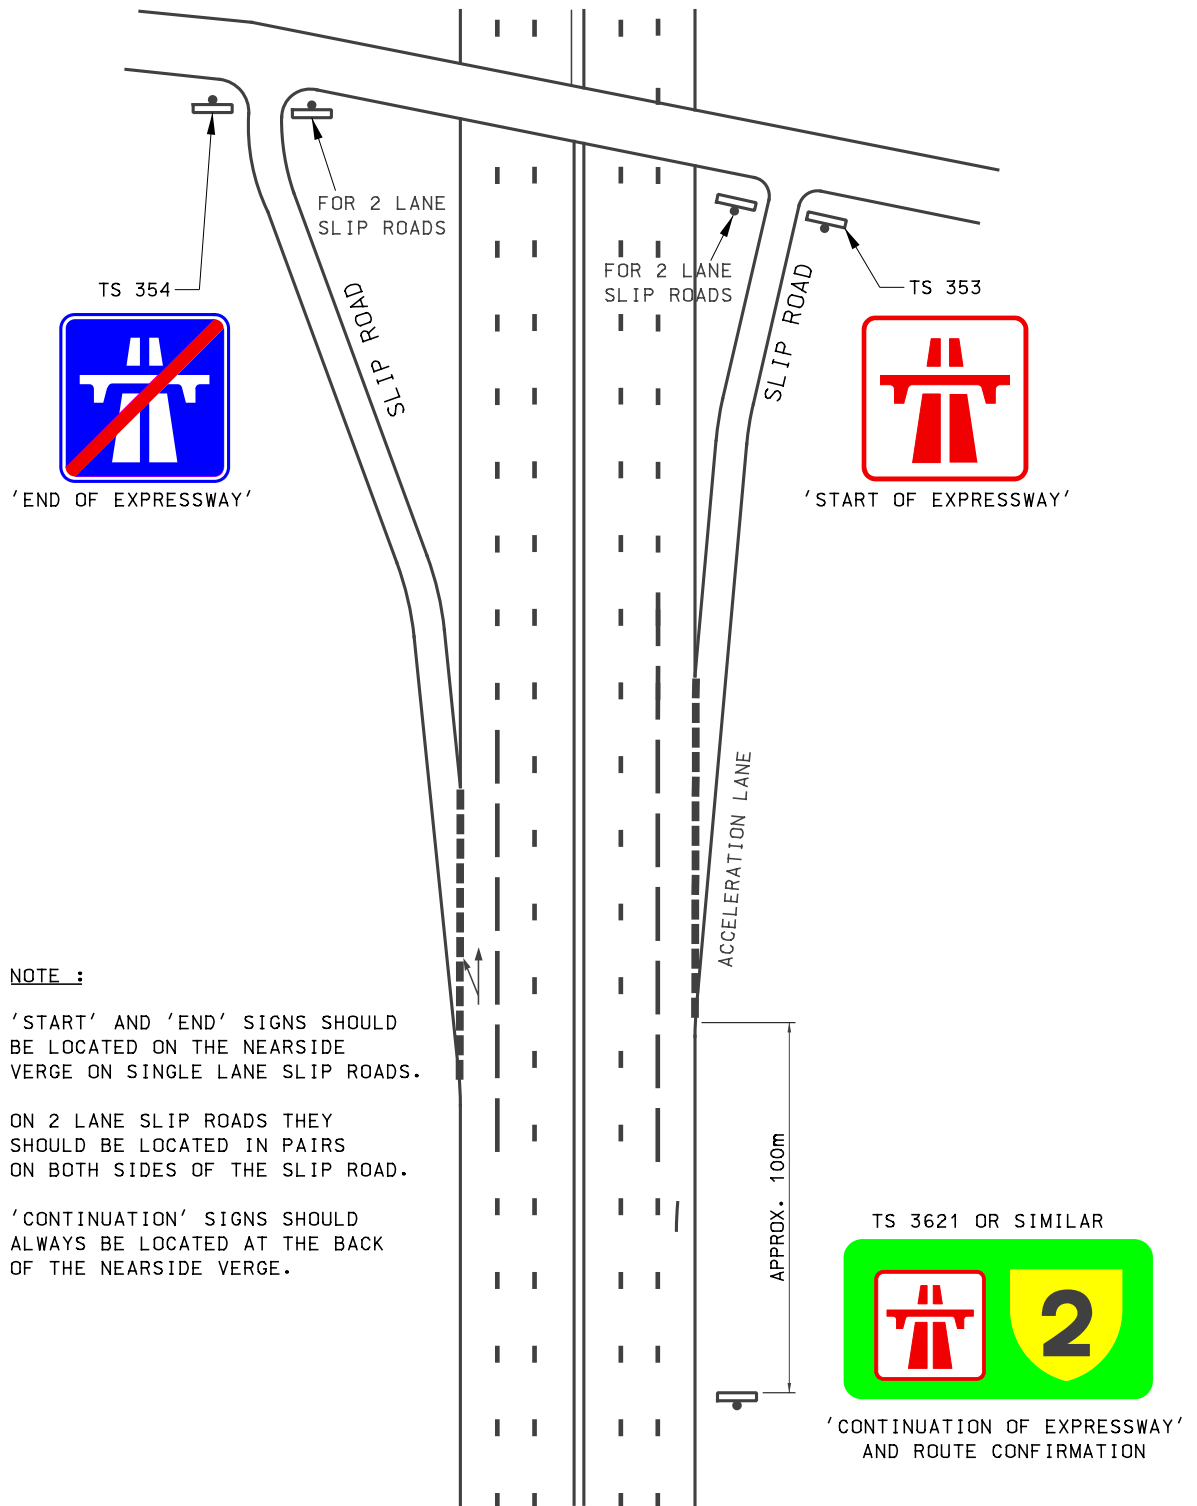 FOR 2 LANE
SLIP ROADS
FOR 2 LANE
SLIP ROADS
TS 354
TS 353
SLIP ROAD
SLIP ROAD
'END OF EXPRESSWAY'
'START OF EXPRESSWAY'
ACCELERATION LANE
NOTE :
'START' AND 'END' SIGNS SHOULD
BE LOCATED ON THE NEARSIDE
VERGE ON SINGLE LANE SLIP ROADS.
ON 2 LANE SLIP ROADS THEY
SHOULD BE LOCATED IN PAIRS
ON BOTH SIDES OF THE SLIP ROAD.
'CONTINUATION' SIGNS SHOULD
ALWAYS BE LOCATED AT THE BACK
OF THE NEARSIDE VERGE.
APPROX. 100m
TS 3621 OR SIMILAR
2
'CONTINUATION OF EXPRESSWAY'
AND ROUTE CONFIRMATION